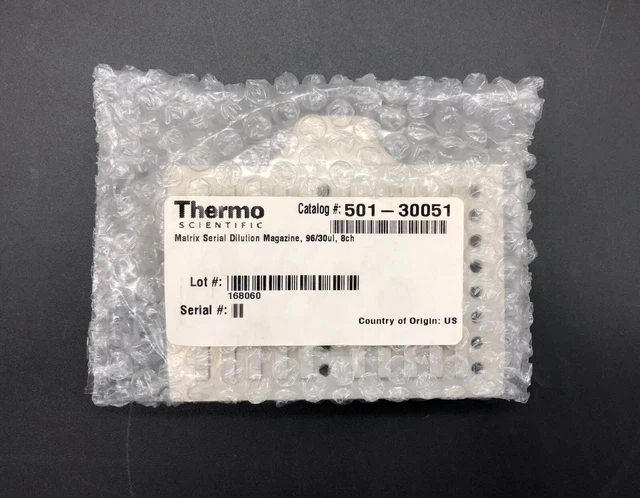 Thermo
SCIENTIFIC
Catalog #: 501-30051
Matrix Serial Dilution Magazine, 96/30ul, 8ch
Lot #:
168060
Serial #:
Country of Origin: US